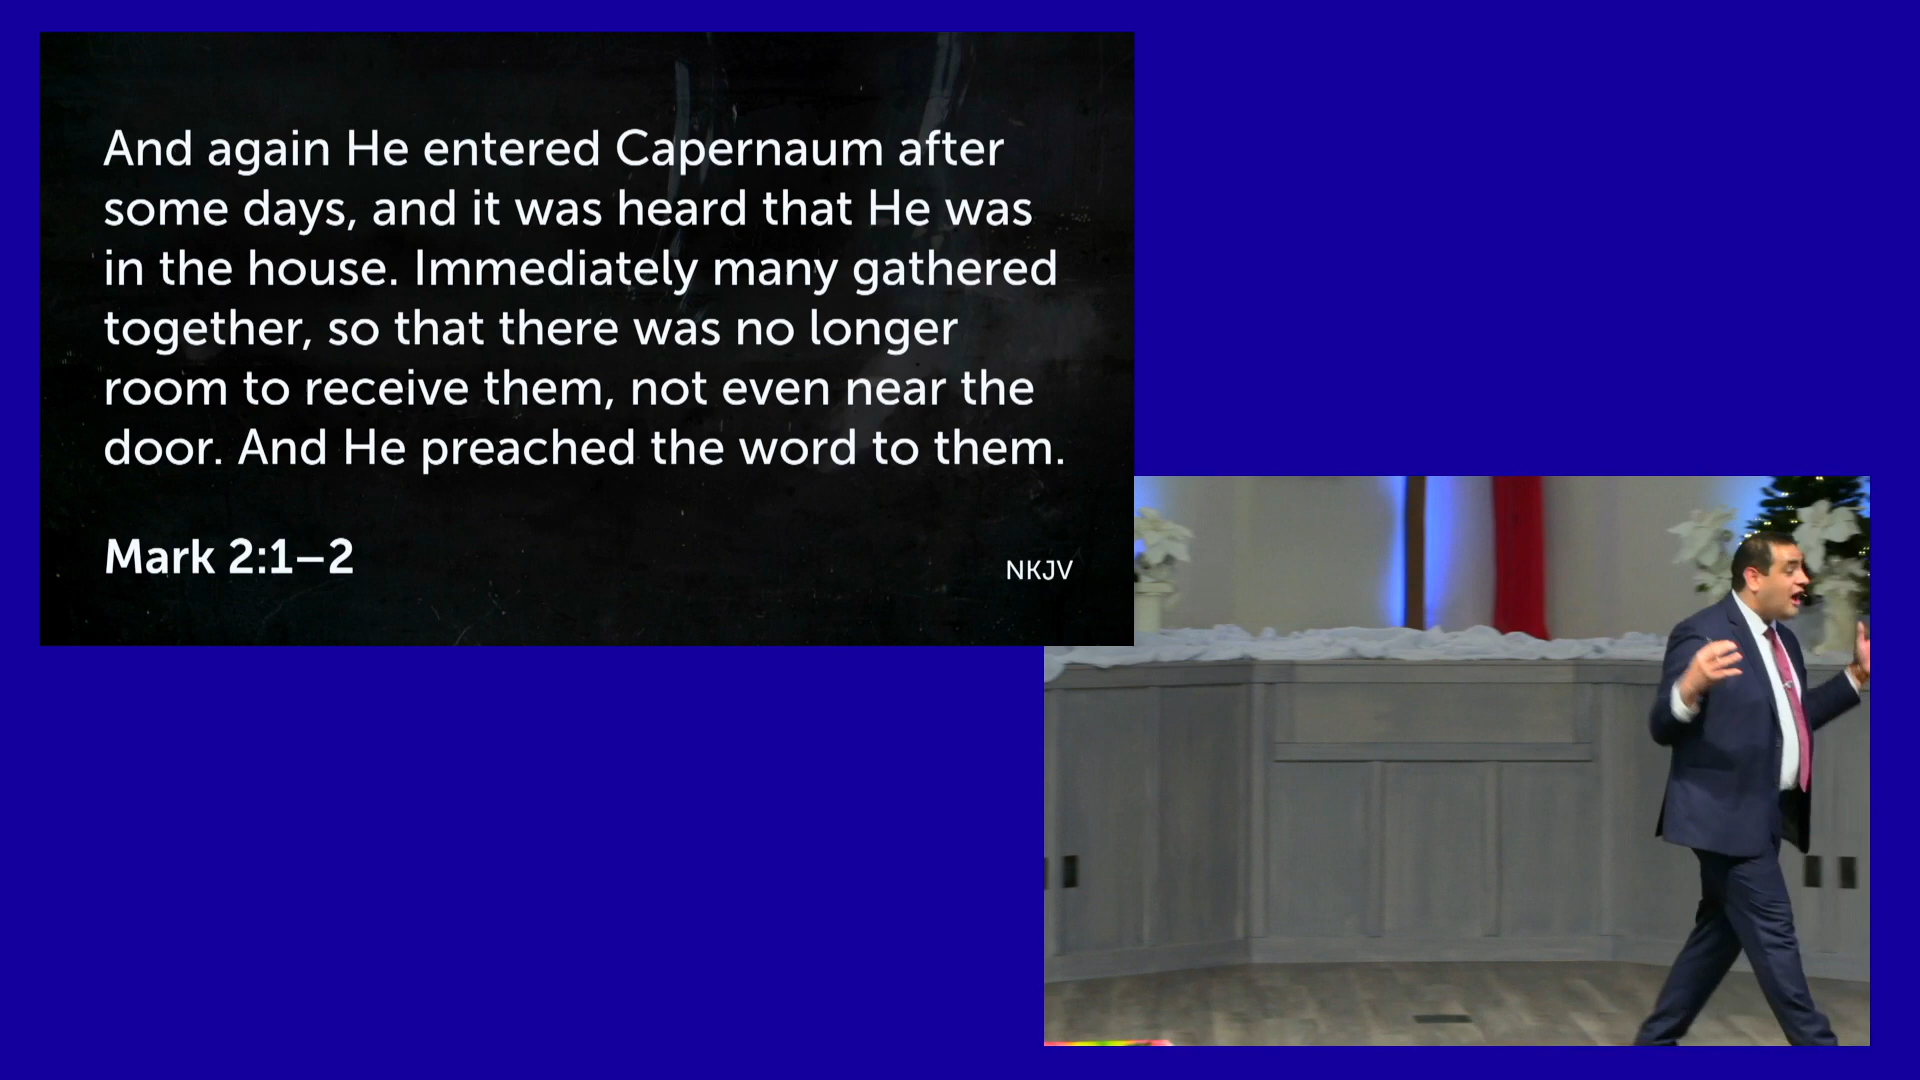 And again He entered Capernaum after
some days, and it was heard that He was
in the house. Immediately many gathered
together, so that there was no longer
room to receive them, not even near the
door. And He preached the word to them.
Mark 2:1–2
NKJV